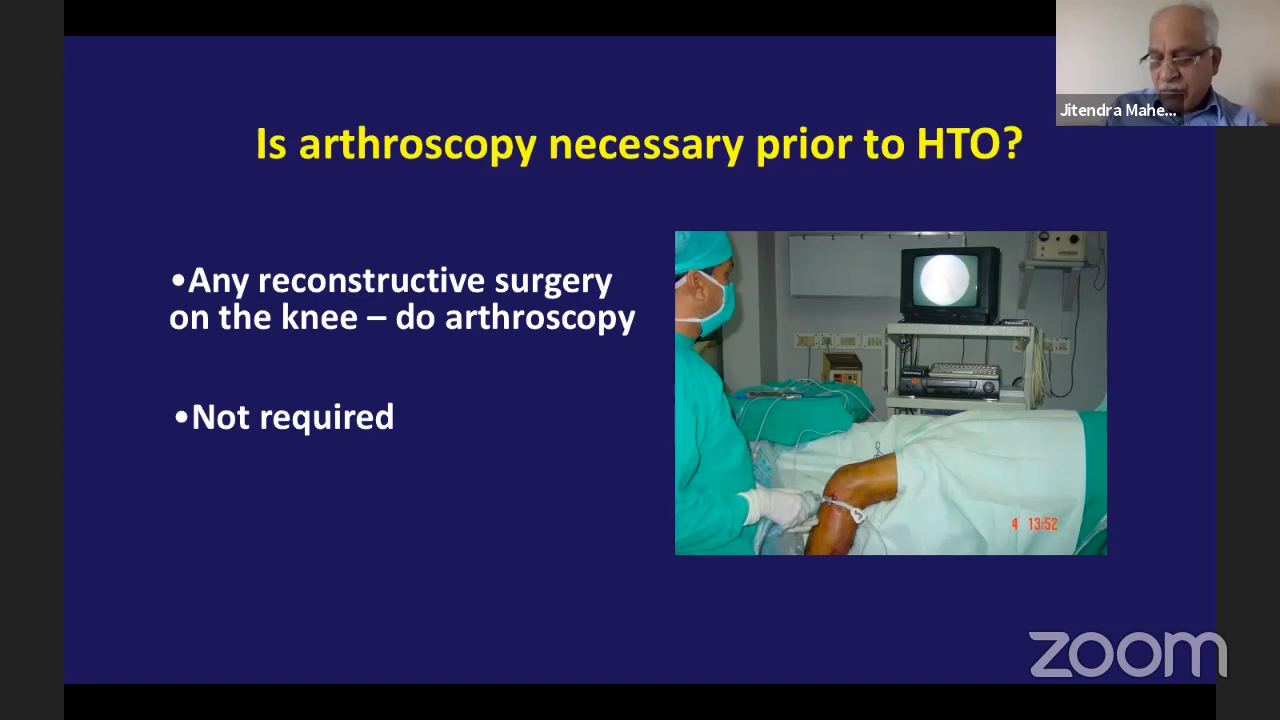 Jitendra Mahe...
Is arthroscopy necessary prior to HTO?
•Any reconstructive surgery
on the knee – do arthroscopy
•Not required
4 13:52
zoom